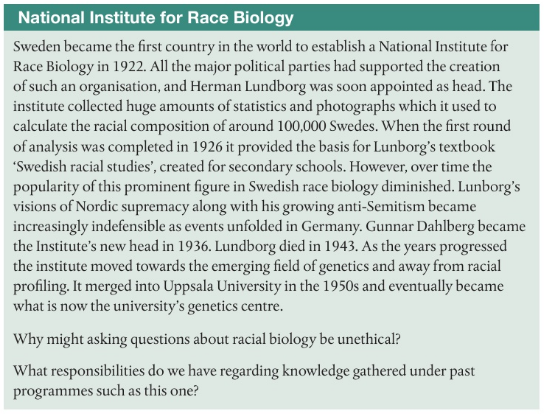 National Institute for Race Biology
Sweden became the first country in the world to establish a National Institute for
Race Biology in 1922. All the major political parties had supported the creation
of such an organisation, and Herman Lundborg was soon appointed as head. The
institute collected huge amounts of statistics and photographs which it used to
calculate the racial composition of around 100,000 Swedes. When the first round
of analysis was completed in 1926 it provided the basis for Lunborg's textbook
'Swedish racial studies', created for secondary schools. However, over time the
popularity of this prominent figure in Swedish race biology diminished. Lunborg's
visions of Nordic supremacy along with his growing anti-Semitism became
increasingly indefensible as events unfolded in Germany. Gunnar Dahlberg became
the Institute's new head in 1936. Lundborg died in 1943. As the years progressed
the institute moved towards the emerging field of genetics and away from racial
profiling. It merged into Uppsala University in the 1950s and eventually became
what is now the university's genetics centre.
Why might asking questions about racial biology be unethical?
What responsibilities do we have regarding knowledge gathered under past
programmes such as this one?